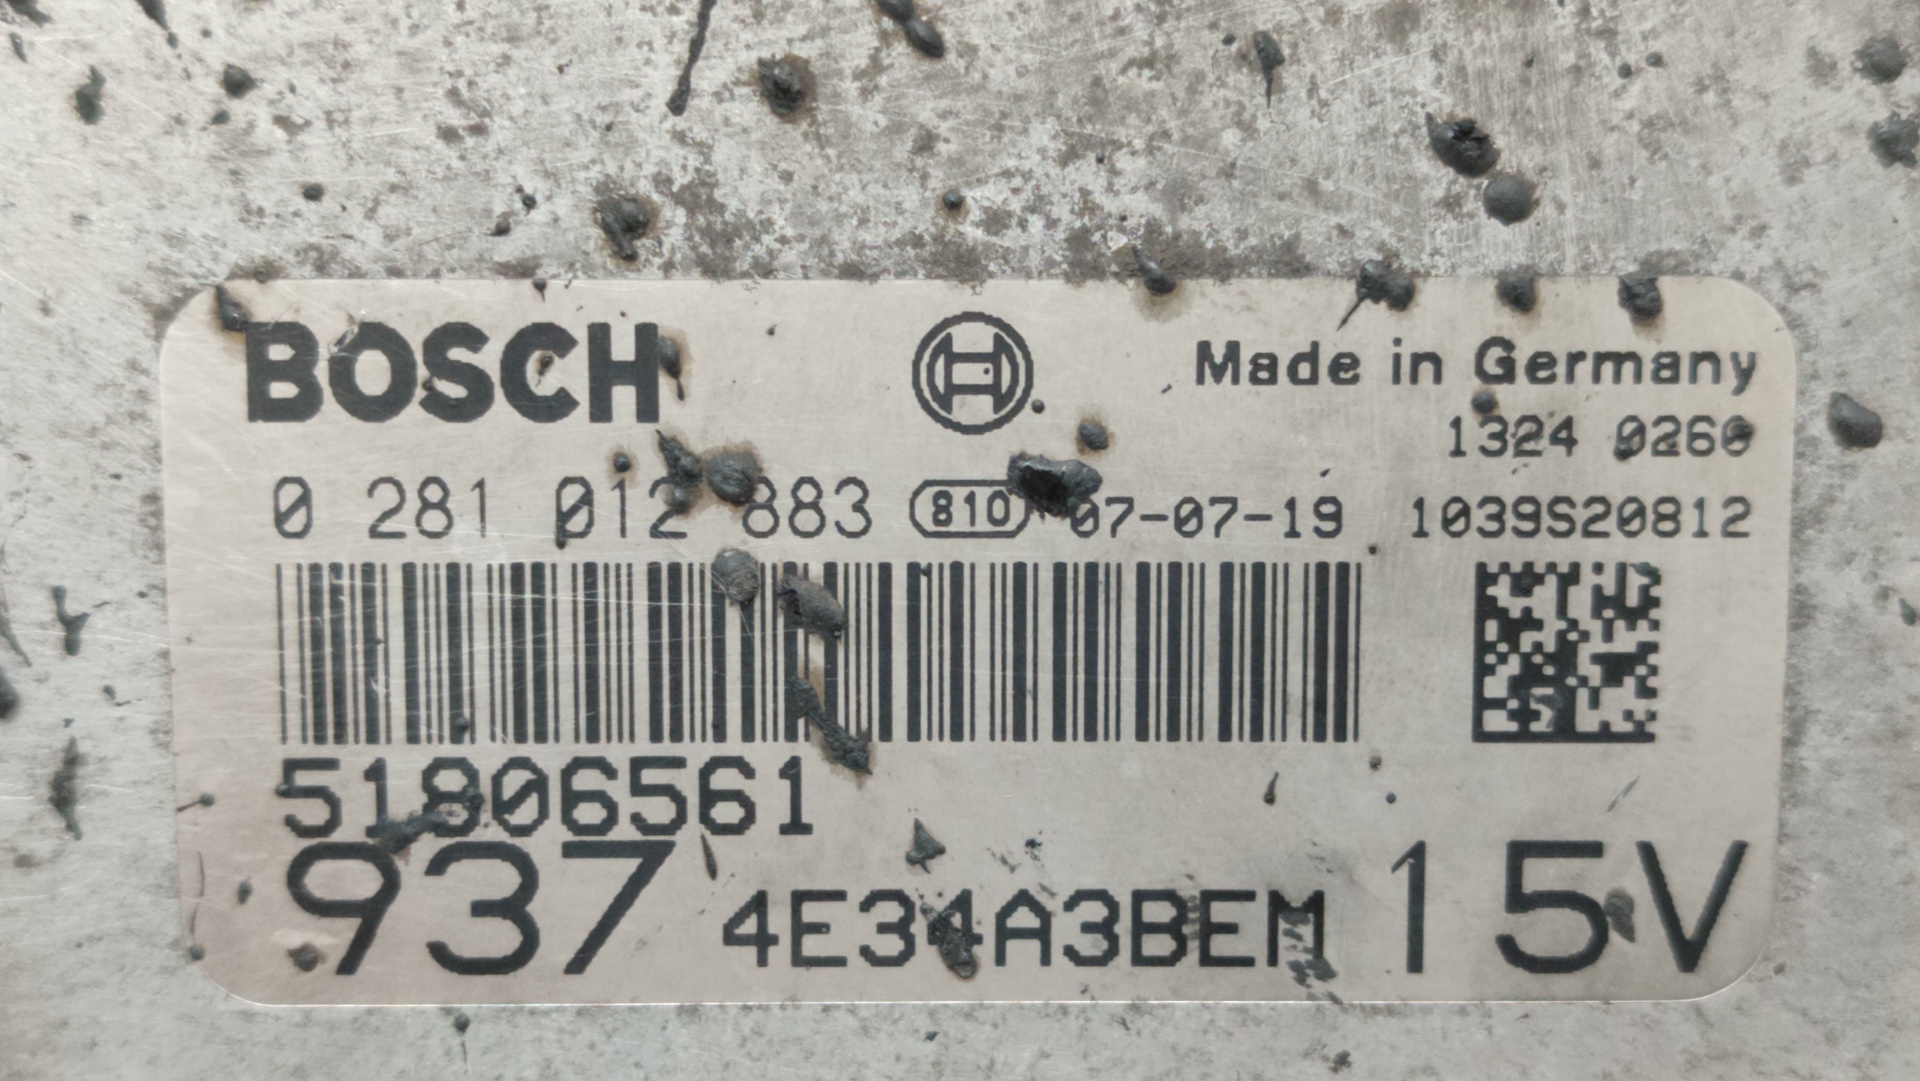 BOSCH
Made in Germany
1324 0260
0 281 012 883 810 07-07-19 1039S20812
51806561
937 4E34A3BEM 15V